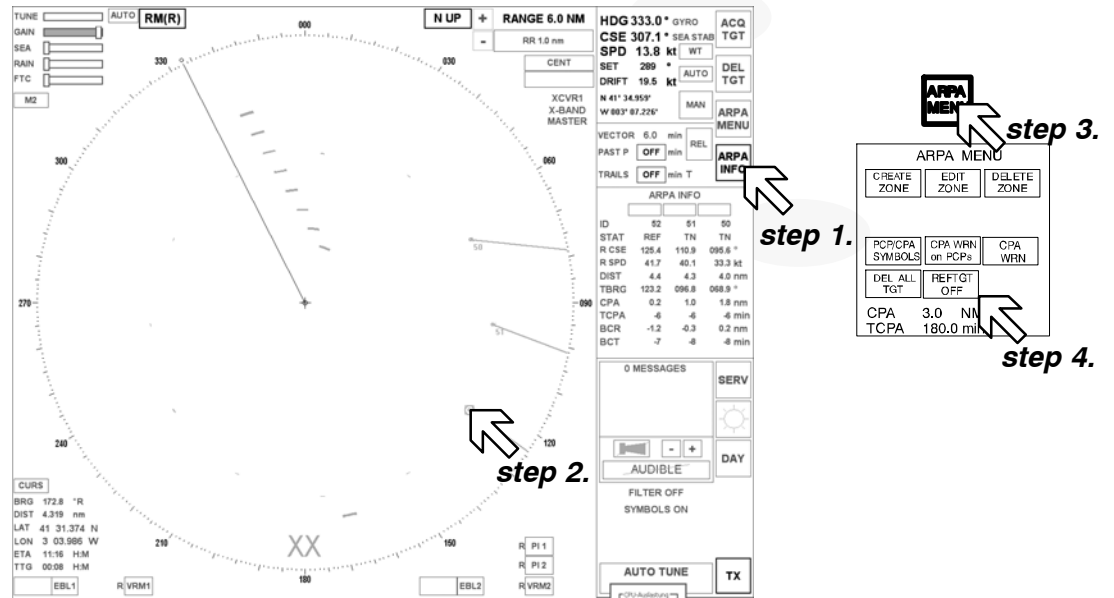 TUNE
GAIN
SEA
RAIN
FTC
M2
AUTO
RM(R)
N UP
+
RANGE 6.0 NM
-
RR 1.0 nm
CENT
XCVR1
X-BAND
MASTER
000
030
060
090
120
150
180
210
240
270
300
330
S0
S1
XX
step 2.
CURS
BRG 172.8 °R
DIST 4.319 nm
LAT 41 31.374 N
LON 3 03.986 W
ETA 11:16 H:M
TTG 00:08 H:M
EBL1
R VRM1
EBL2
R PI 1
R PI 2
R VRM2
HDG 333.0 ° GYRO
CSE 307.1 ° SEA STAB
SPD 13.8 kt WT
SET 289 °
DRIFT 19.5 kt
AUTO
N 41° 34.959'
W 003° 07.226'
MAN
VECTOR 6.0 min
PAST P OFF min
REL
TRAILS OFF min T
ACQ
TGT
DEL
TGT
ARPA
MENU
ARPA
INFO
step 1.
ARPA INFO
ID 52 51 50
STAT REF TN TN
R CSE 125.4 110.9 095.6 °
R SPD 41.7 40.1 33.3 kt
DIST 4.4 4.3 4.0 nm
TBRG 123.2 096.8 068.9 °
CPA 0.2 1.0 1.8 nm
TCPA -6 -6 -6 min
BCR -1.2 -0.3 0.2 nm
BCT -7 -8 -8 min
0 MESSAGES
SERV
- +
AUDIBLE
DAY
FILTER OFF
SYMBOLS ON
AUTO TUNE
TX
CPU-Auslastung
ARPA
MENU
step 3.
ARPA MENU
CREATE
ZONE
EDIT
ZONE
DELETE
ZONE
PCP/CPA
SYMBOLS
CPA WRN
on PCPs
CPA
WRN
DEL ALL
TGT
REFTGT
OFF
CPA 3.0 NM
TCPA 180.0 min
step 4.